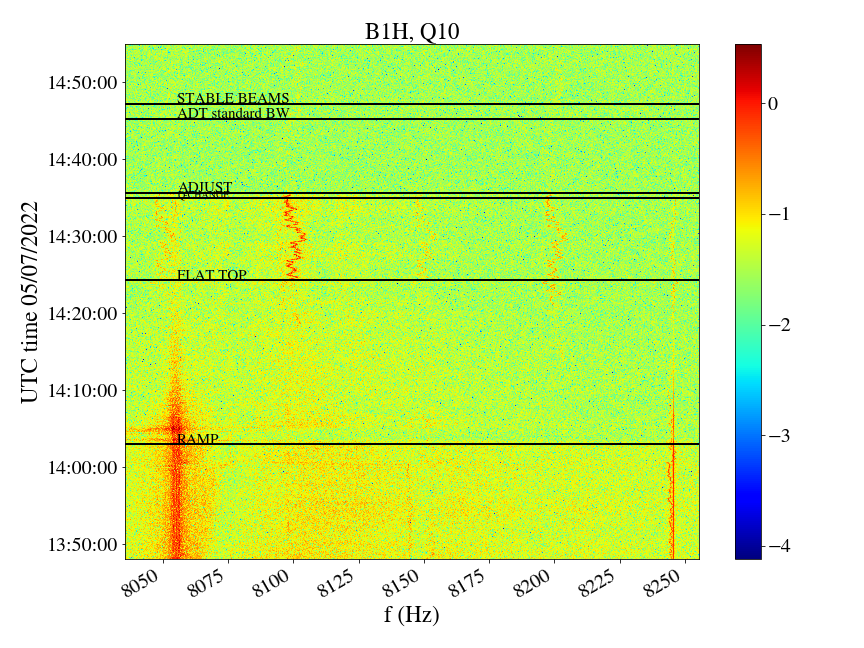 B1H, Q10
14:50:00
14:40:00
14:30:00
14:20:00
14:10:00
14:00:00
13:50:00
UTC time 05/07/2022
STABLE BEAMS
ADT standard BW
ADJUST
QCHANGE
FLAT TOP
RAMP
8050
8075
8100
8125
8150
8175
8200
8225
8250
f (Hz)
0
−1
−2
−3
−4